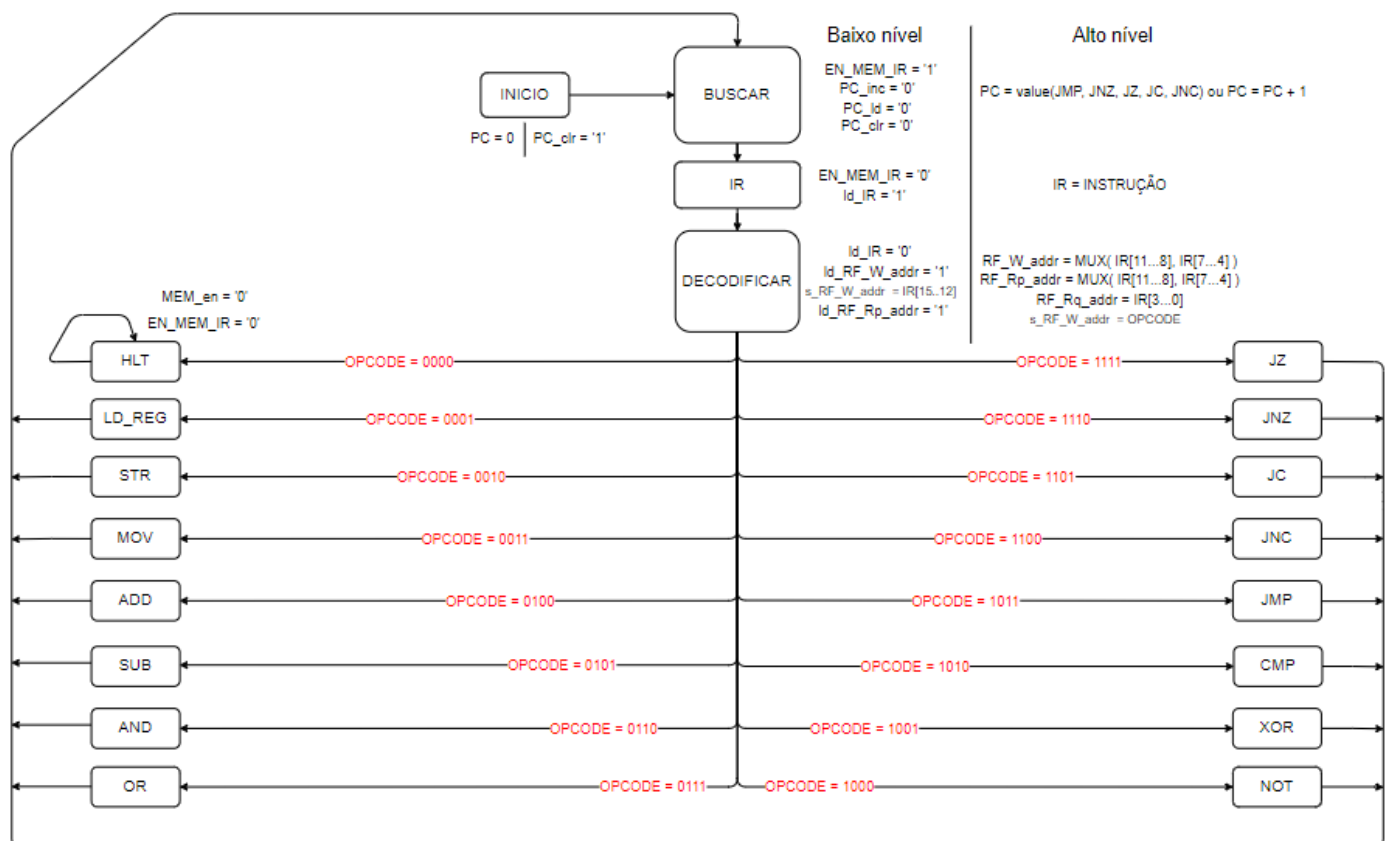 Baixo nível
Alto nível
INICIO
PC = 0
PC_clr = '1'
BUSCAR
EN_MEM_IR = '1'
PC_inc = '0'
PC_ld = '0'
PC_clr = '0'
PC = value(JMP, JNZ, JZ, JC, JNC) ou PC = PC + 1
IR
EN_MEM_IR = '0'
ld_IR = '1'
IR = INSTRUÇÃO
DECODIFICAR
ld_IR = '0'
ld_RF_W_addr = '1'
s_RF_W_addr = IR[15..12]
ld_RF_Rp_addr = '1'
RF_W_addr = MUX( IR[11...8], IR[7...4] )
RF_Rp_addr = MUX( IR[11...8], IR[7...4] )
RF_Rq_addr = IR[3...0]
s_RF_W_addr = OPCODE
MEM_en = '0'
EN_MEM_IR = '0'
HLT
OPCODE = 0000
OPCODE = 1111
JZ
LD_REG
OPCODE = 0001
OPCODE = 1110
JNZ
STR
OPCODE = 0010
OPCODE = 1101
JC
MOV
OPCODE = 0011
OPCODE = 1100
JNC
ADD
OPCODE = 0100
OPCODE = 1011
JMP
SUB
OPCODE = 0101
OPCODE = 1010
CMP
AND
OPCODE = 0110
OPCODE = 1001
XOR
OR
OPCODE = 0111
OPCODE = 1000
NOT